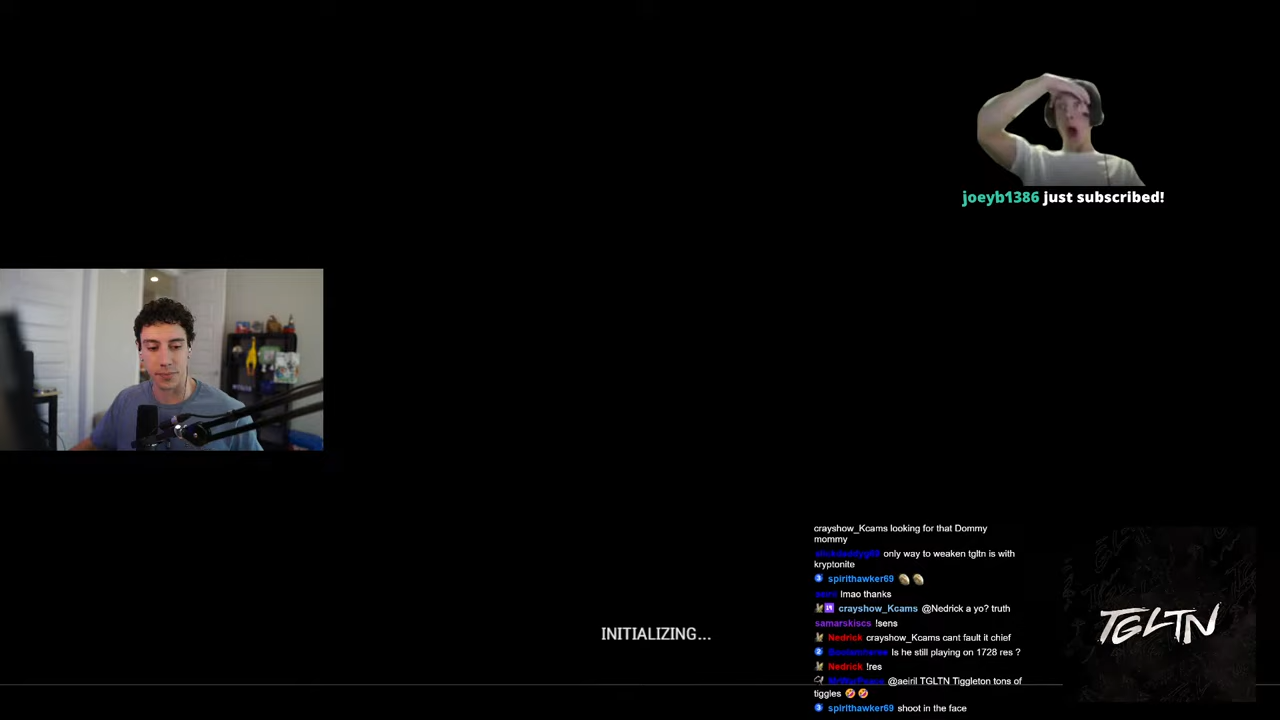 joeyb1386 just subscribed!
crayshow_Kcams looking for that Dommy
mommy
only way to weaken tgltn is with
kryptonite
spirithawker69
lmao thanks
crayshow_Kcams @Nedrick a yo? truth
samarskiscs !sens
Nedrick crayshow_Kcams cant fault it chief
Is he still playing on 1728 res ?
Nedrick !res
@aeiril TGLTN Tiggleton tons of
tiggles
spirithawker69 shoot in the face
INITIALIZING...
TGLTN